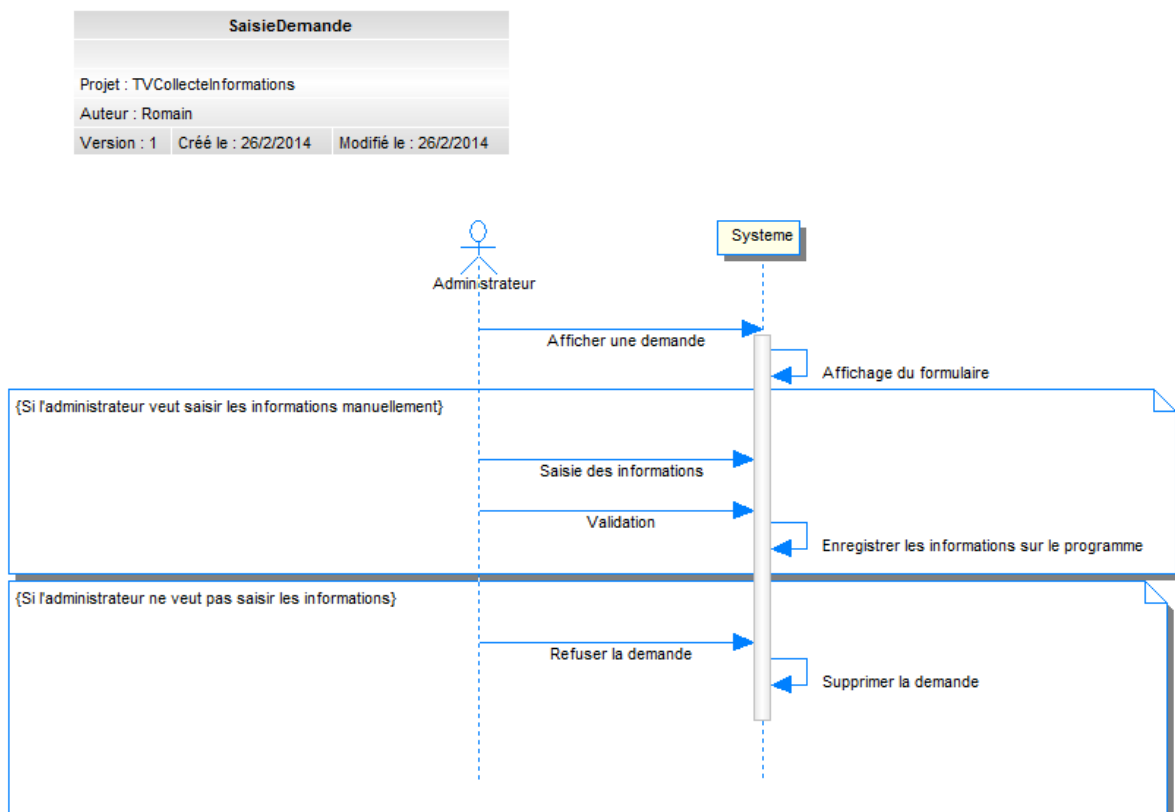 SaisieDemande
Projet : TVCollecteInformations
Auteur : Romain
Version : 1 Créé le : 26/2/2014 Modifié le : 26/2/2014
Systeme
Administrateur
Afficher une demande
Affichage du formulaire
{Si l'administrateur veut saisir les informations manuellement}
Saisie des informations
Validation
Enregistrer les informations sur le programme
{Si l'administrateur ne veut pas saisir les informations}
Refuser la demande
Supprimer la demande